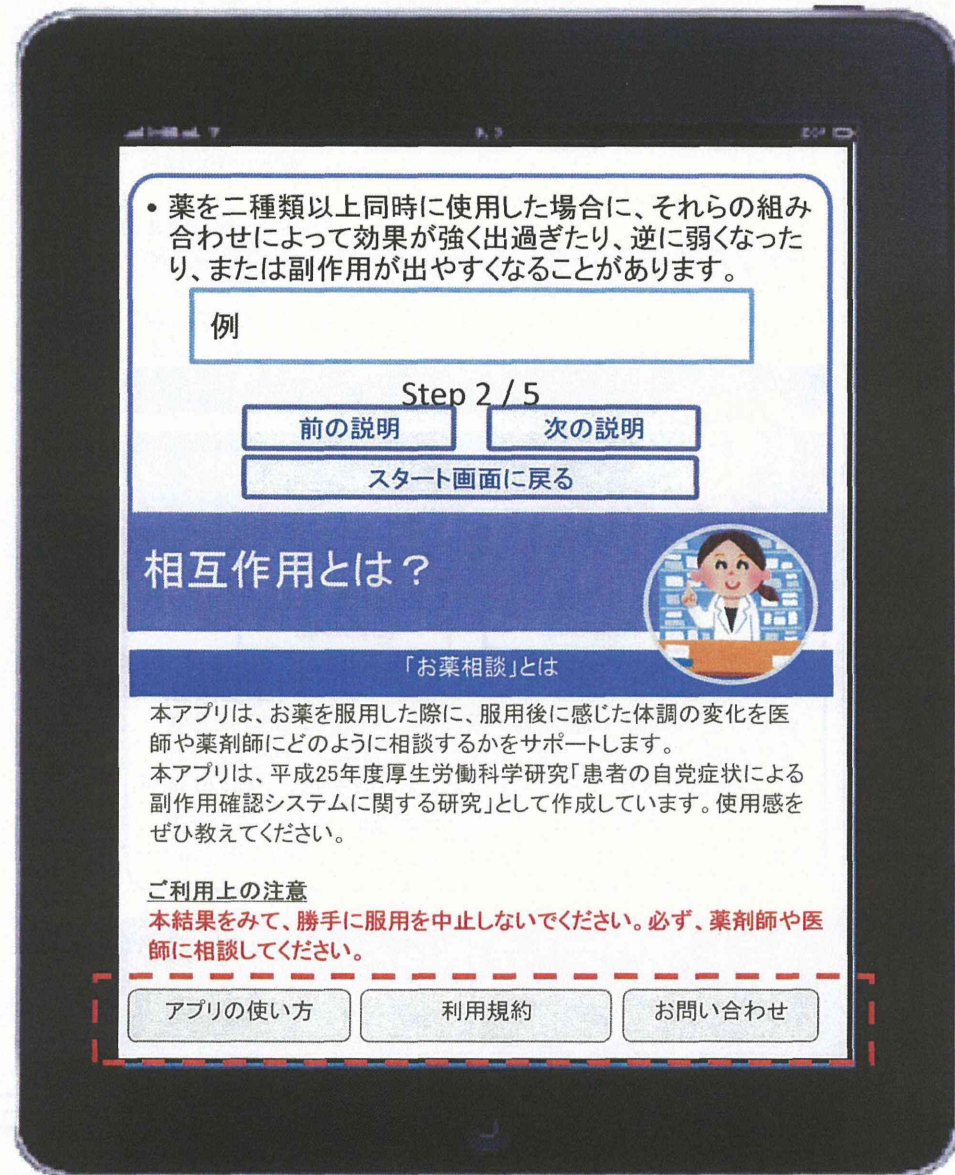 • 薬を二種類以上同時に使用した場合に、それらの組み
合わせによって効果が強く出過ぎたり、逆に弱くなった
り、または副作用が出やすくなることがあります。
例
Step 2 / 5
前の説明
次の説明
スタート画面に戻る
相互作用とは？
「お薬相談」とは
本アプリは、お薬を服用した際に、服用後に感じた体調の変化を医
師や薬剤師にどのように相談するかをサポートします。
本アプリは、平成25年度厚生労働科学研究「患者の自党症状による
副作用確認システムに関する研究」として作成しています。使用感を
ぜひ教えてください。
ご利用上の注意
本結果をみて、勝手に服用を中止しないでください。必ず、薬剤師や医
師に相談してください。
アプリの使い方
利用規約
お問い合わせ